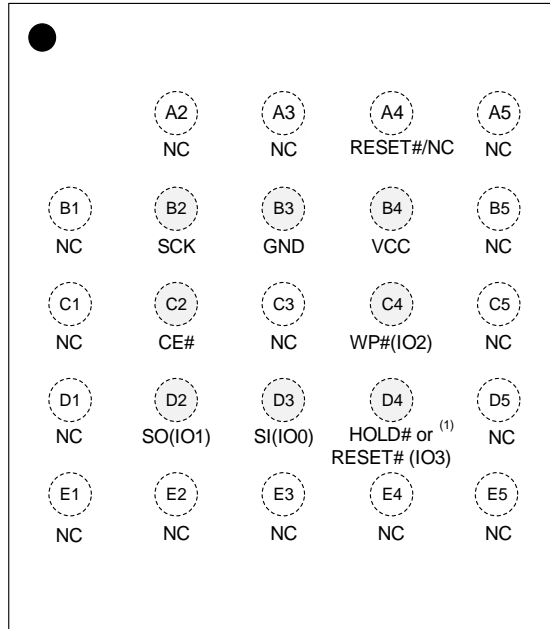 A2 A3 A4 A5
NC NC RESET#/NC NC
B1 B2 B3 B4 B5
NC SCK GND VCC NC
C1 C2 C3 C4 C5
NC CE# NC WP#(IO2) NC
D1 D2 D3 D4 D5
NC SO(IO1) SI(IO0) HOLD# or (1) NC
RESET# (IO3)
E1 E2 E3 E4 E5
NC NC NC NC NC